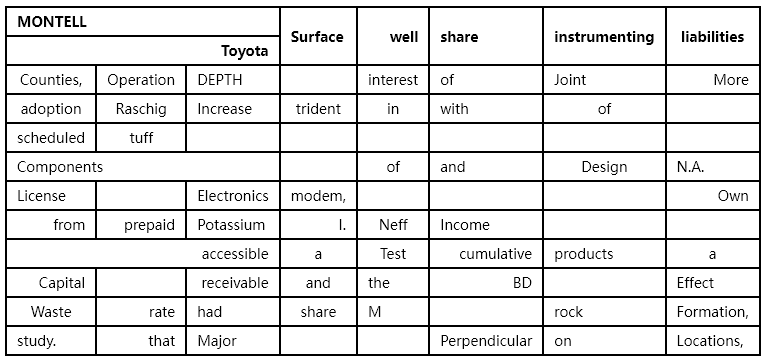 MONTELL Surface well share instrumenting liabilities
Toyota
Counties, Operation DEPTH interest of Joint More
adoption Raschig Increase trident in with of
scheduled tuff
Components of and Design N.A.
License Electronics modem, Own
from prepaid Potassium I. Neff Income
accessible a Test cumulative products a
Capital receivable and the BD Effect
Waste rate had share M rock Formation,
study. that Major Perpendicular on Locations,